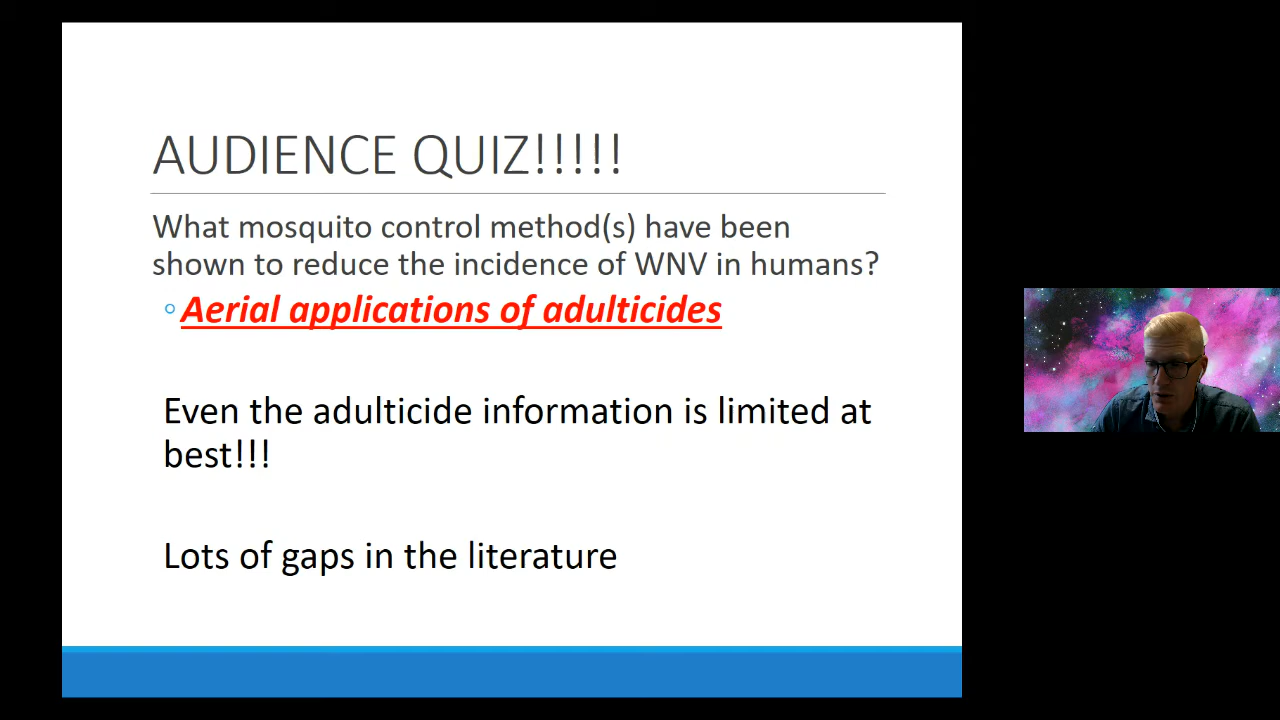 AUDIENCE QUIZ!!!!!
What mosquito control method(s) have been
shown to reduce the incidence of WNV in humans?
◦Aerial applications of adulticides
Even the adulticide information is limited at
best!!!
Lots of gaps in the literature